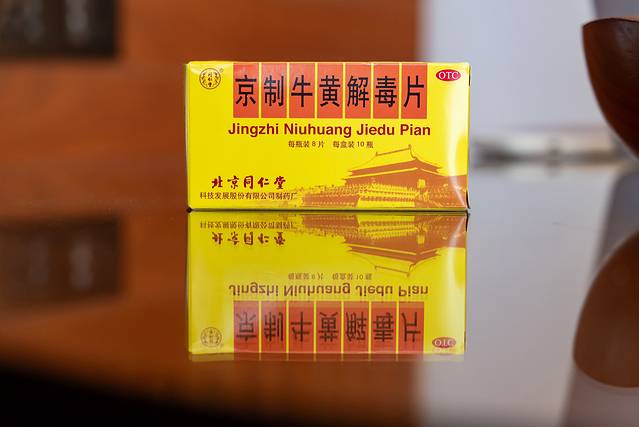 京制牛黄解毒片
OTC
Jingzhi Niuhuang Jiedu Pian
每瓶装8片 每盒装10瓶
北京同仁堂
科技发展股份有限公司制药厂